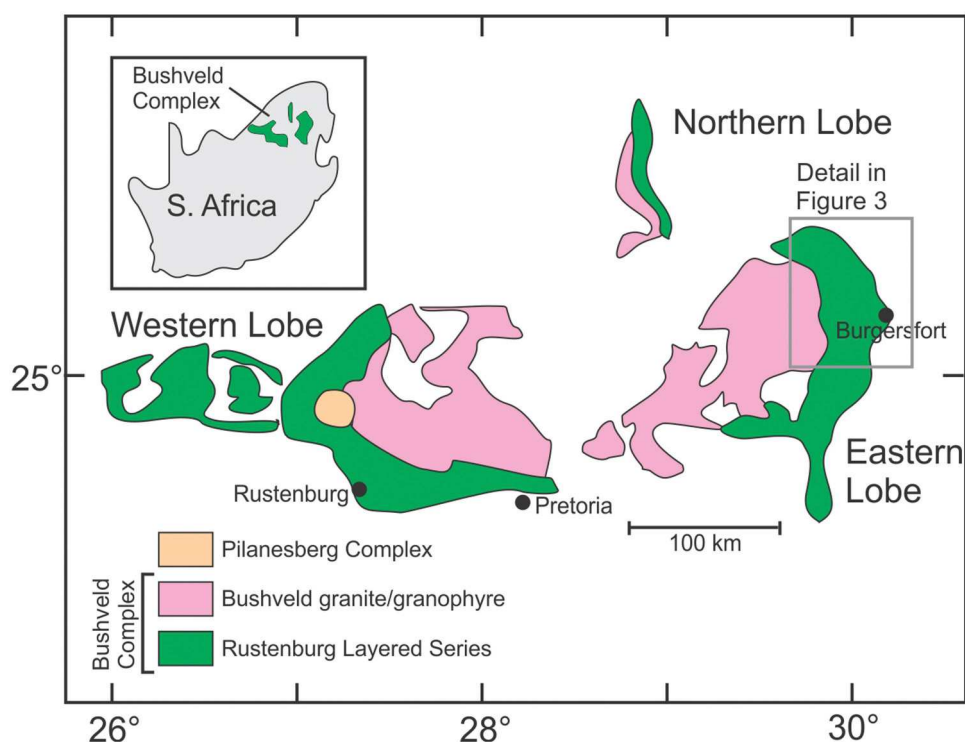 Bushveld
Complex
S. Africa
Northern Lobe
Detail in
Figure 3
Western Lobe
Burgersfort
25°
Eastern
Lobe
Rustenburg
Pretoria
100 km
Pilanesberg Complex
Bushveld granite/granophyre
Rustenburg Layered Series
Bushveld
Complex
26°
28°
30°